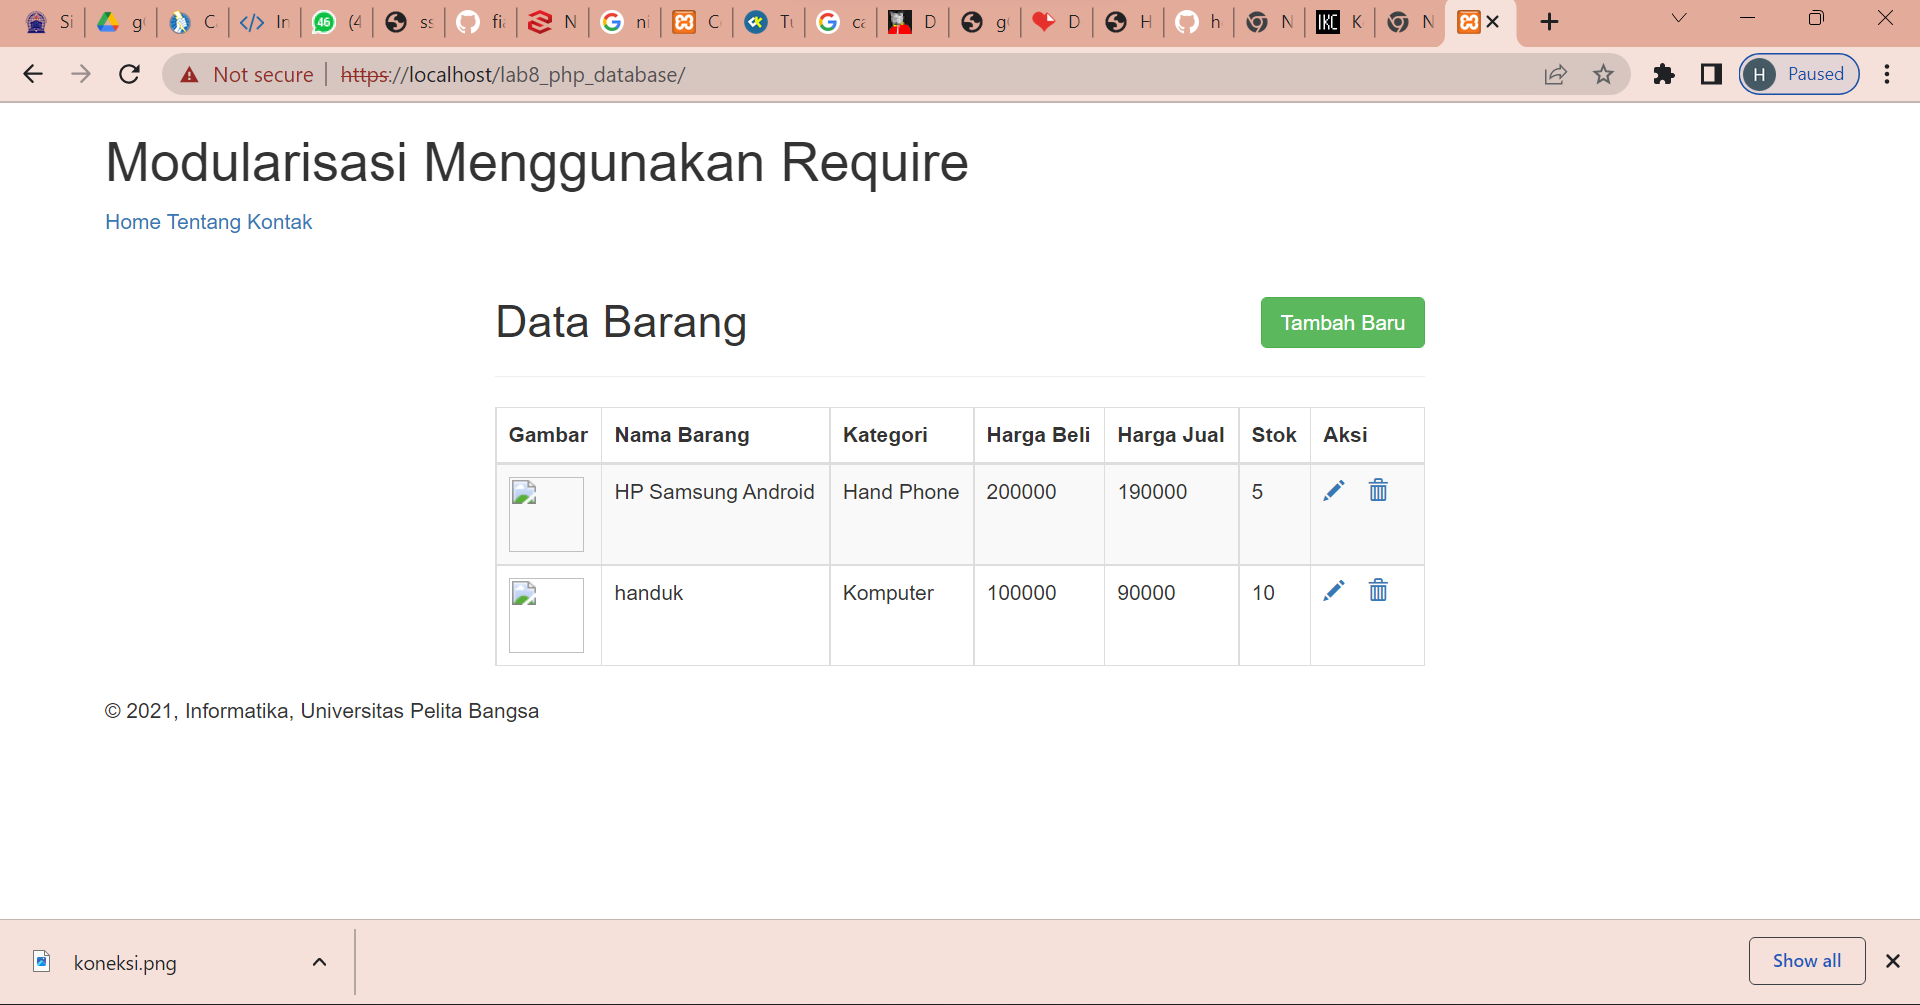 Si g C In (4 ss fi N ni C Tu ca D g D H h N K N
Not secure https://localhost/lab8_php_database/ H Paused
Modularisasi Menggunakan Require
Home Tentang Kontak
Data Barang Tambah Baru
Gambar Nama Barang Kategori Harga Beli Harga Jual Stok Aksi
HP Samsung Android Hand Phone 200000 190000 5
handuk Komputer 100000 90000 10
© 2021, Informatika, Universitas Pelita Bangsa
koneksi.png Show all